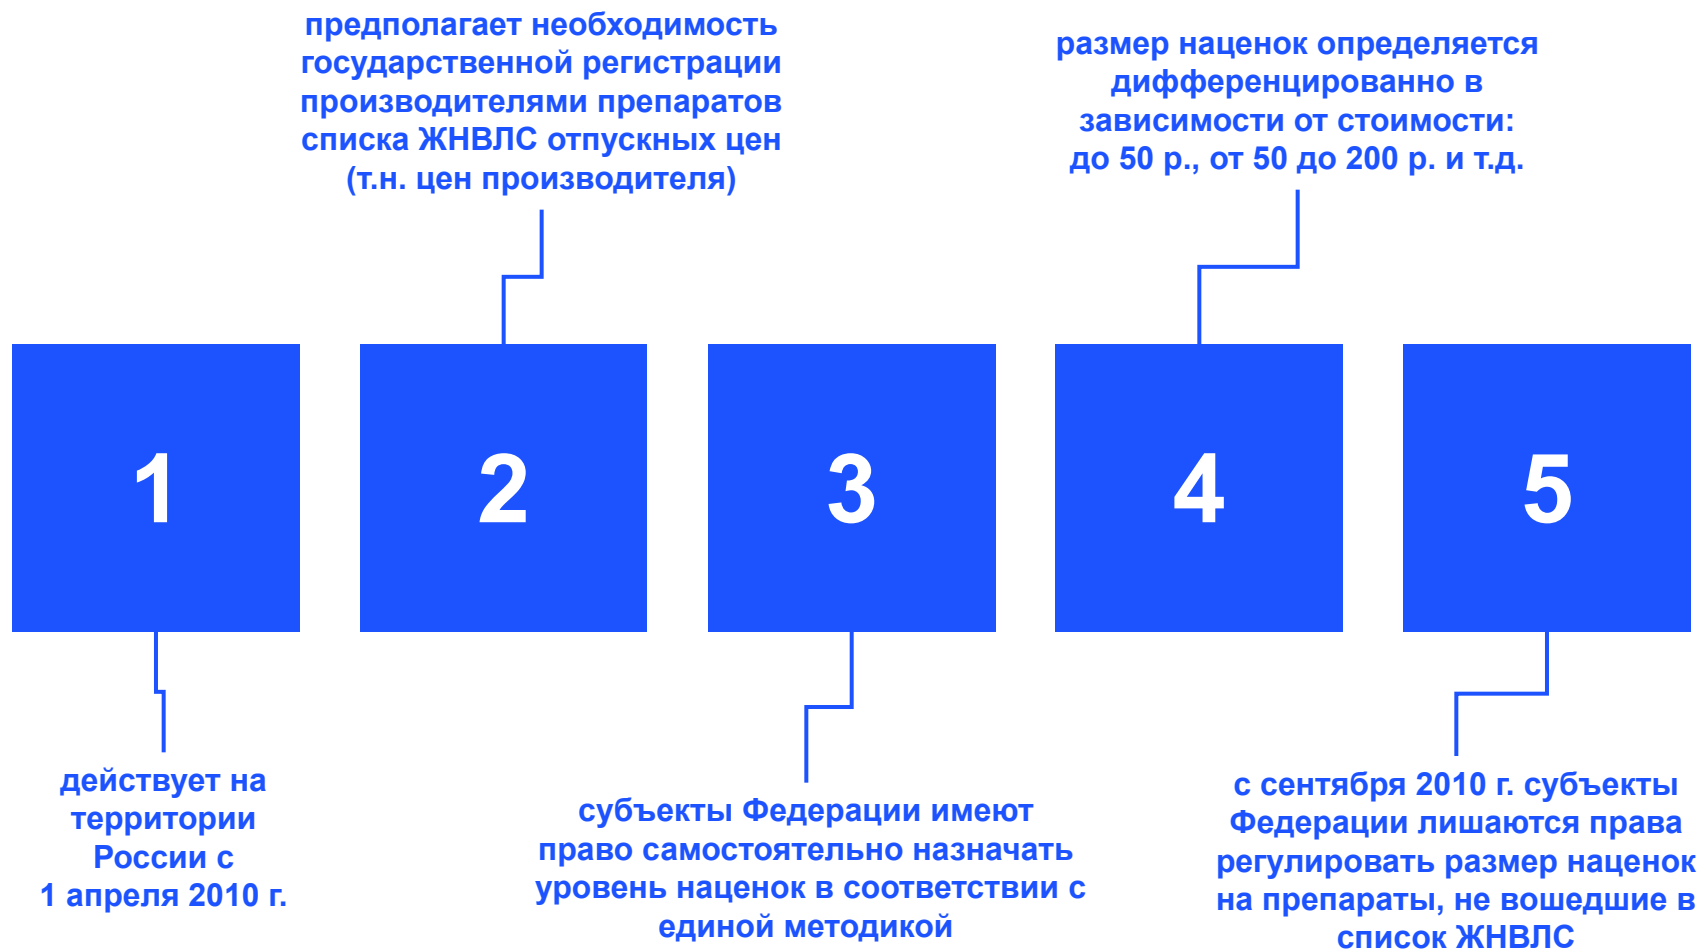 предполагает необходимость
государственной регистрации
производителями препаратов
списка ЖНВЛС отпускных цен
(т.н. цен производителя)
размер наценок определяется
дифференцированно в
зависимости от стоимости:
до 50 р., от 50 до 200 р. и т.д.
1
2
3
4
5
действует на
территории
России с
1 апреля 2010 г.
субъекты Федерации имеют
право самостоятельно назначать
уровень наценок в соответствии с
единой методикой
с сентября 2010 г. субъекты
Федерации лишаются права
регулировать размер наценок
на препараты, не вошедшие в
список ЖНВЛС